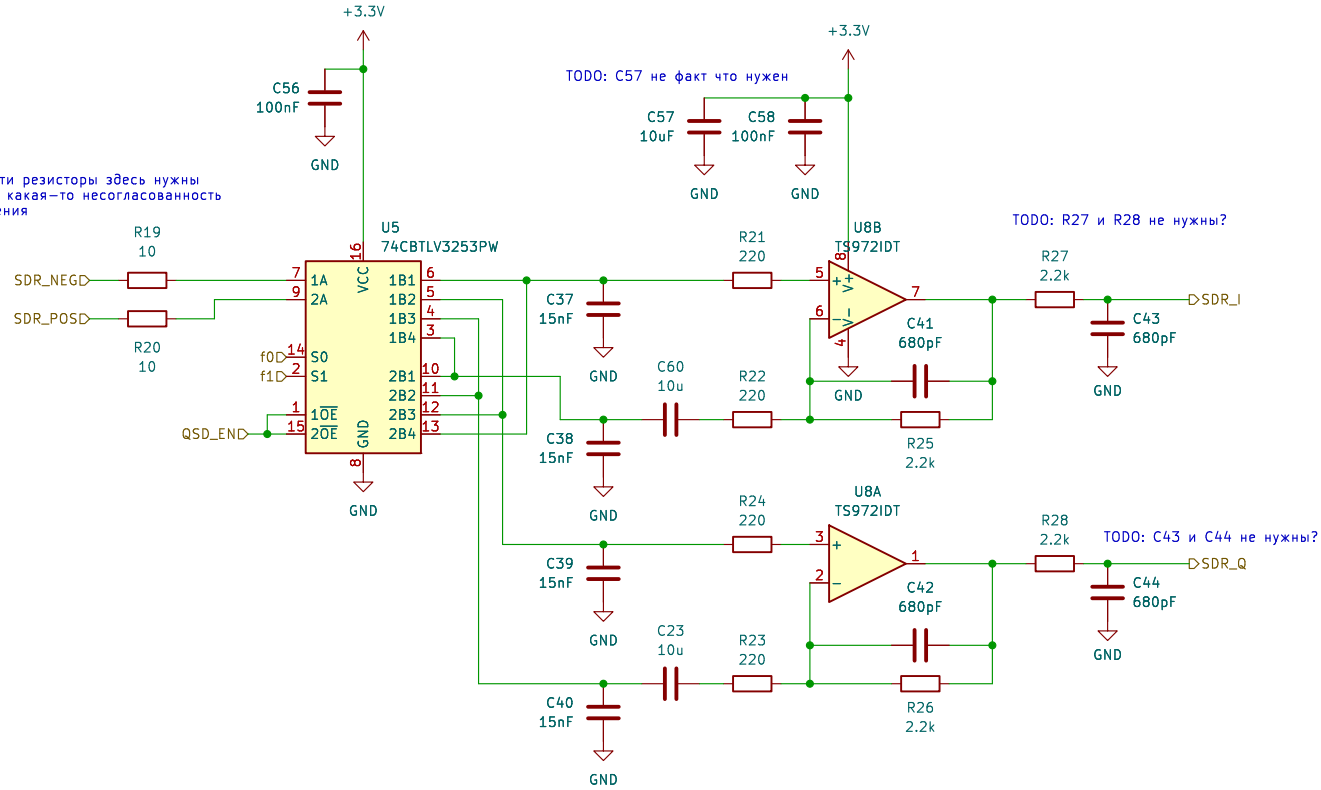 +3.3V
+3.3V
TODO: C57 не факт что нужен
C56
100nF
GND
C57
10uF
GND
C58
100nF
GND
резисторы здесь нужны
какая-то несогласованность
R19
10
SDR_NEG
SDR_POS
R20
10
f0
f1
QSD_EN
U5
74CBTLV3253PW
16
VCC
7
1A
9
2A
14
S0
2
S1
1
1OE
15
2OE
GND
8
GND
1B1
6
1B2
5
1B3
4
1B4
3
2B1
10
2B2
11
2B3
12
2B4
13
C37
15nF
GND
R21
220
C60
10u
R22
220
C38
15nF
GND
U8B
TS972IDT
8
V+
5
+
6
-
V-
4
7
GND
C41
680pF
R25
2.2k
TODO: R27 и R28 не нужны?
R27
2.2k
SDR_I
C43
680pF
GND
R24
220
C39
15nF
GND
C23
10u
R23
220
C40
15nF
GND
U8A
TS972IDT
3
+
2
-
1
C42
680pF
R26
2.2k
R28
2.2k
TODO: C43 и C44 не нужны?
SDR_Q
C44
680pF
GND